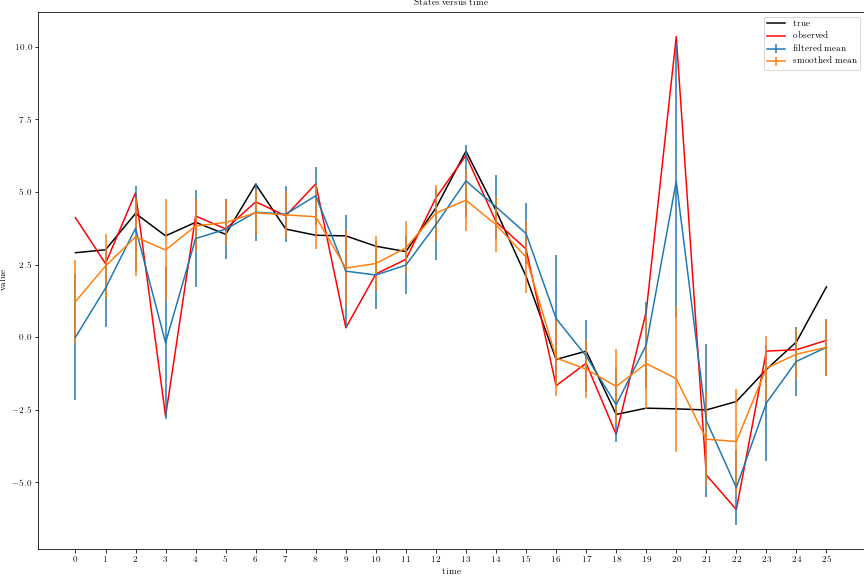 States versus time
true
observed
filtered mean
smoothed mean
10.0
7.5
5.0
2.5
0.0
−2.5
−5.0
value
0 1 2 3 4 5 6 7 8 9 10 11 12 13 14 15 16 17 18 19 20 21 22 23 24 25
time